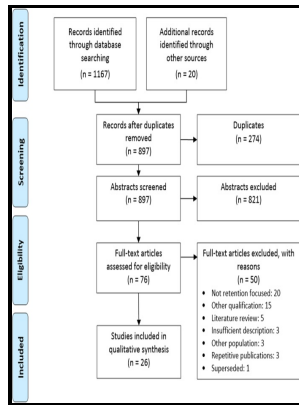 Identification
Records identified
through database
searching
(n = 1167)
Additional records
identified through
other sources
(n = 20)
Screening
Records after duplicates
removed
(n = 897)
Duplicates
(n = 274)
Abstracts screened
(n = 897)
Abstracts excluded
(n = 821)
Eligibility
Full-text articles
assessed for eligibility
(n = 76)
Full-text articles excluded, with
reasons
(n = 50)
• Not retention focused: 20
• Other qualification: 15
• Literature review: 5
• Insufficient description: 3
• Other population: 3
• Repetitive publications: 3
• Superseded: 1
Included
Studies included in
qualitative synthesis
(n = 26)